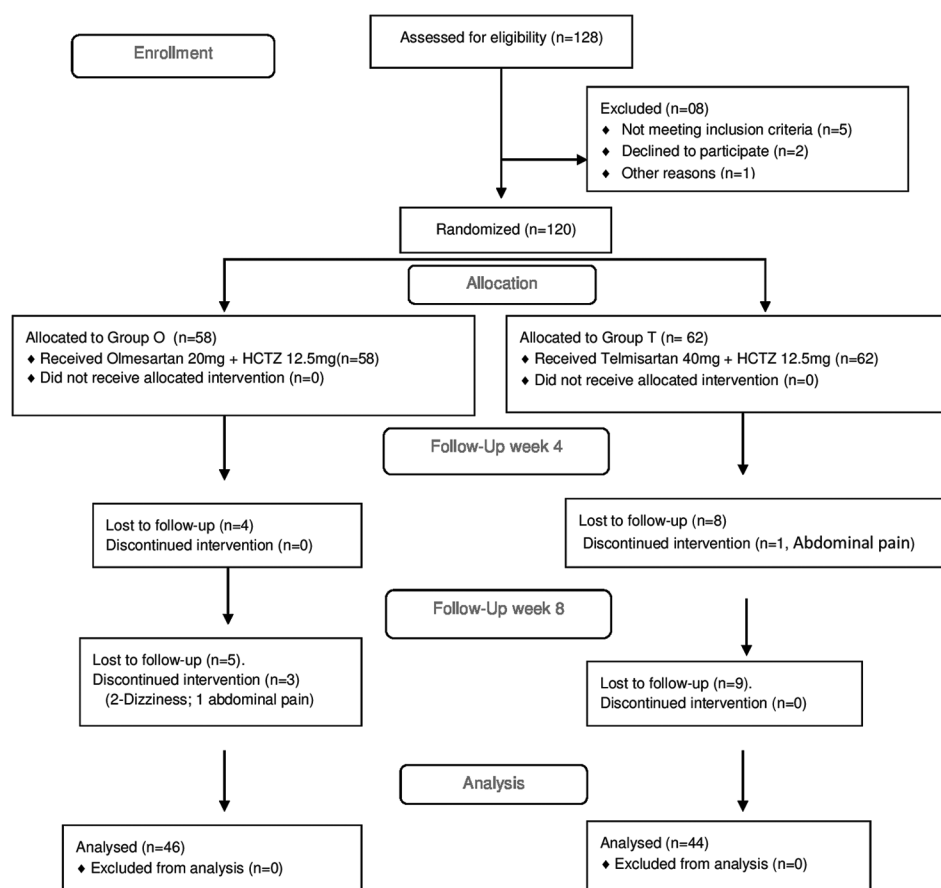 Enrollment
Assessed for eligibility (n=128)
Excluded (n=08)
♦ Not meeting inclusion criteria (n=5)
♦ Declined to participate (n=2)
♦ Other reasons (n=1)
Randomized (n=120)
Allocation
Allocated to Group O (n=58)
♦ Received Olmesartan 20mg + HCTZ 12.5mg(n=58)
♦ Did not receive allocated intervention (n=0)
Allocated to Group T (n= 62)
♦ Received Telmisartan 40mg + HCTZ 12.5mg (n=62)
♦ Did not receive allocated intervention (n=0)
Follow-Up week 4
Lost to follow-up (n=4)
Discontinued intervention (n=0)
Lost to follow-up (n=8)
Discontinued intervention (n=1, Abdominal pain)
Follow-Up week 8
Lost to follow-up (n=5).
Discontinued intervention (n=3)
(2-Dizziness; 1 abdominal pain)
Lost to follow-up (n=9).
Discontinued intervention (n=0)
Analysis
Analysed (n=46)
♦ Excluded from analysis (n=0)
Analysed (n=44)
♦ Excluded from analysis (n=0)